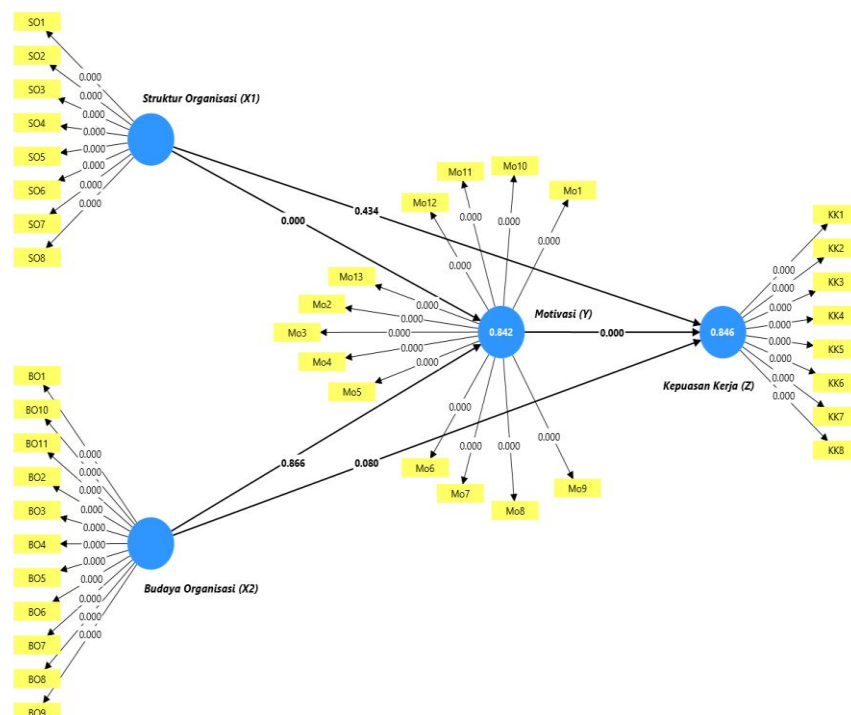 SO1
SO2
SO3
SO4
SO5
SO6
SO7
SO8
0.000
0.000
0.000
0.000
0.000
0.000
0.000
0.000
Struktur Organisasi (X1)
0.434
0.000
Mo12
Mo11
Mo10
Mo1
0.000
0.000
0.000
0.000
Mo13
Mo2
Mo3
Mo4
Mo5
0.000
0.000
0.000
0.000
0.000
Motivasi (Y)
0.842
0.000
0.846
Kepuasan Kerja (Z)
KK1
KK2
KK3
KK4
KK5
KK6
KK7
KK8
0.000
0.000
0.000
0.000
0.000
0.000
0.000
0.000
0.000
0.000
0.000
0.000
Mo6
Mo7
Mo8
Mo9
0.866
0.080
BO1
BO10
BO11
BO2
BO3
BO4
BO5
BO6
BO7
BO8
BO9
0.000
0.000
0.000
0.000
0.000
0.000
0.000
0.000
0.000
0.000
0.000
Budaya Organisasi (X2)